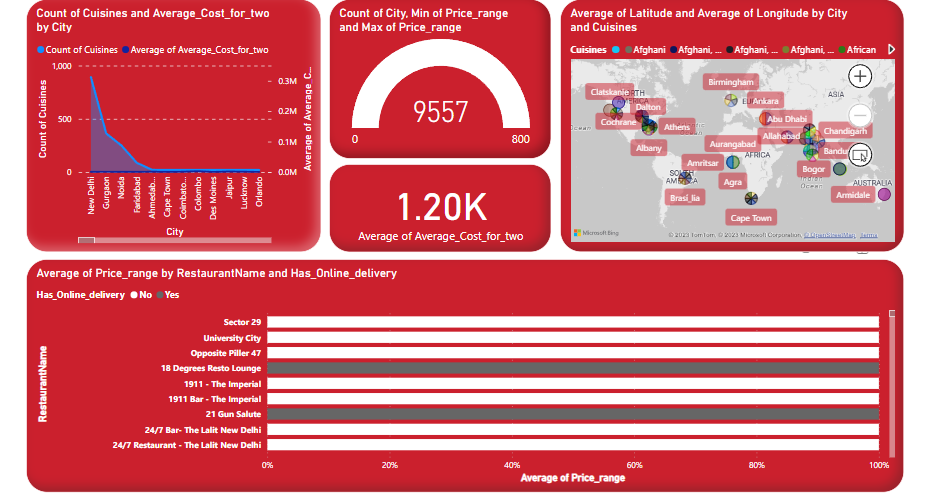 Count of Cuisines and Average_Cost_for_two
by City
Count of Cuisines Average of Average_Cost_for_two
1,000
500
0
Count of Cuisines
0.3M
0.2M
0.1M
0.0M
Average of Average_C...
New Delhi
Gurgaon
Noida
Faridabad
Ahmedab...
Cape Town
Coimbato...
Colombo
Des Moines
Jaipur
Lucknow
Orlando
City
Count of City, Min of Price_range
and Max of Price_range
9557
0
800
1.20K
Average of Average_Cost_for_two
Average of Latitude and Average of Longitude by City
and Cuisines
Cuisines Afghani Afghani, ... Afghani, ... Afghani, ... African
Birmingham
ASIA
Clatskanie
Ankara
Dalton
Abu Dhabi
Cochrane
Athens
Allahabad
Chandigarh
Albany
Aurangabad
Bandu
AFRICA
Amritsar
Bogor
SOUTH
AMERICA
Agra
Indian
Ocean
AUSTRALIA
Brasi_lia
Armidale
Cape Town
Microsoft Bing
© 2023 TomTom, © 2023 Microsoft Corporation, © OpenStreetMap Terms
Average of Price_range by RestaurantName and Has_Online_delivery
Has_Online_delivery No Yes
RestaurantName
Sector 29
University City
Opposite Piller 47
18 Degrees Resto Lounge
1911 - The Imperial
1911 Bar - The Imperial
21 Gun Salute
24/7 Bar- The Lalit New Delhi
24/7 Restaurant - The Lalit New Delhi
0% 20% 40% 60% 80% 100%
Average of Price_range